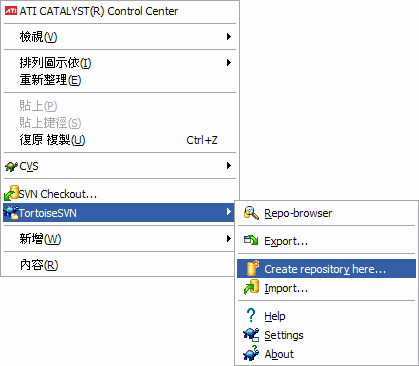 ATI ATI CATALYST(R) Control Center
檢視(V)
排列圖示依(I)
重新整理(E)
貼上(P)
貼上捷徑(S)
復原 複製(U) Ctrl+Z
CVS
SVN Checkout...
TortoiseSVN
新增(W)
內容(R)
Repo-browser
Export...
Create repository here...
Import...
Help
Settings
About